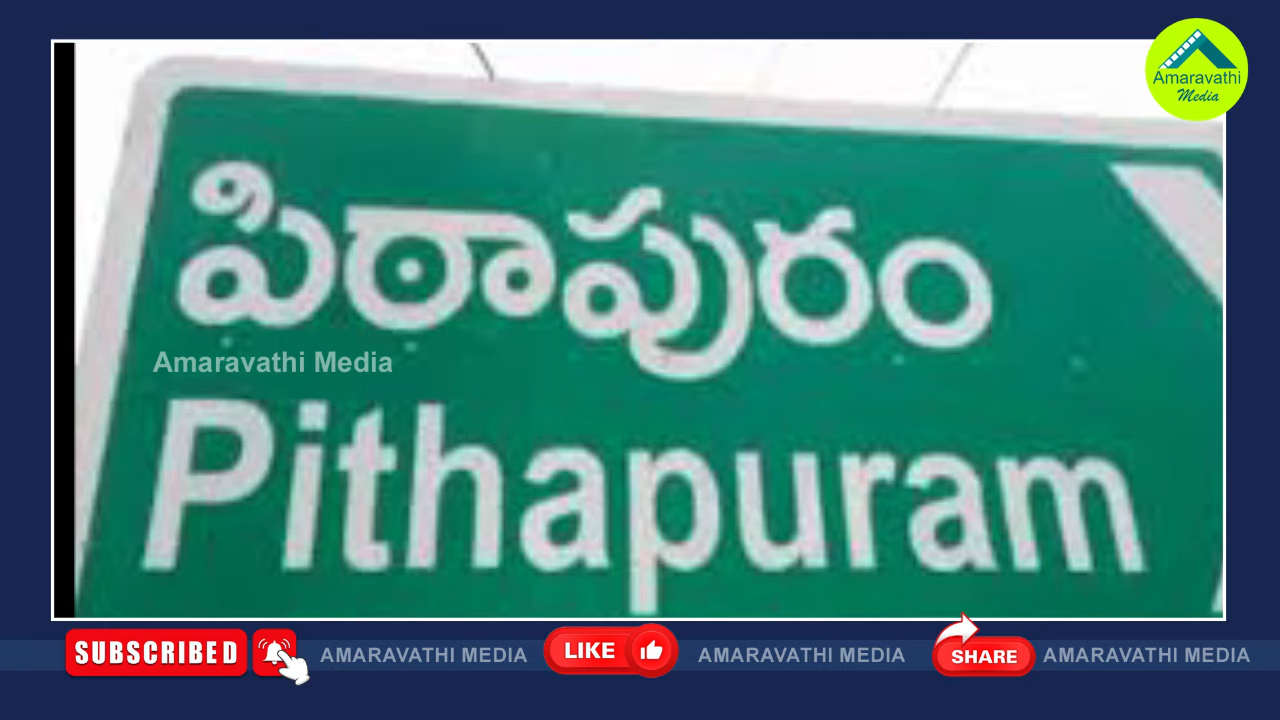 Amaravathi
Media
పిఠాపురం
Amaravathi Media
Pithapuram
SUBSCRIBED AMARAVATHI MEDIA LIKE AMARAVATHI MEDIA SHARE AMARAVATHI MEDIA